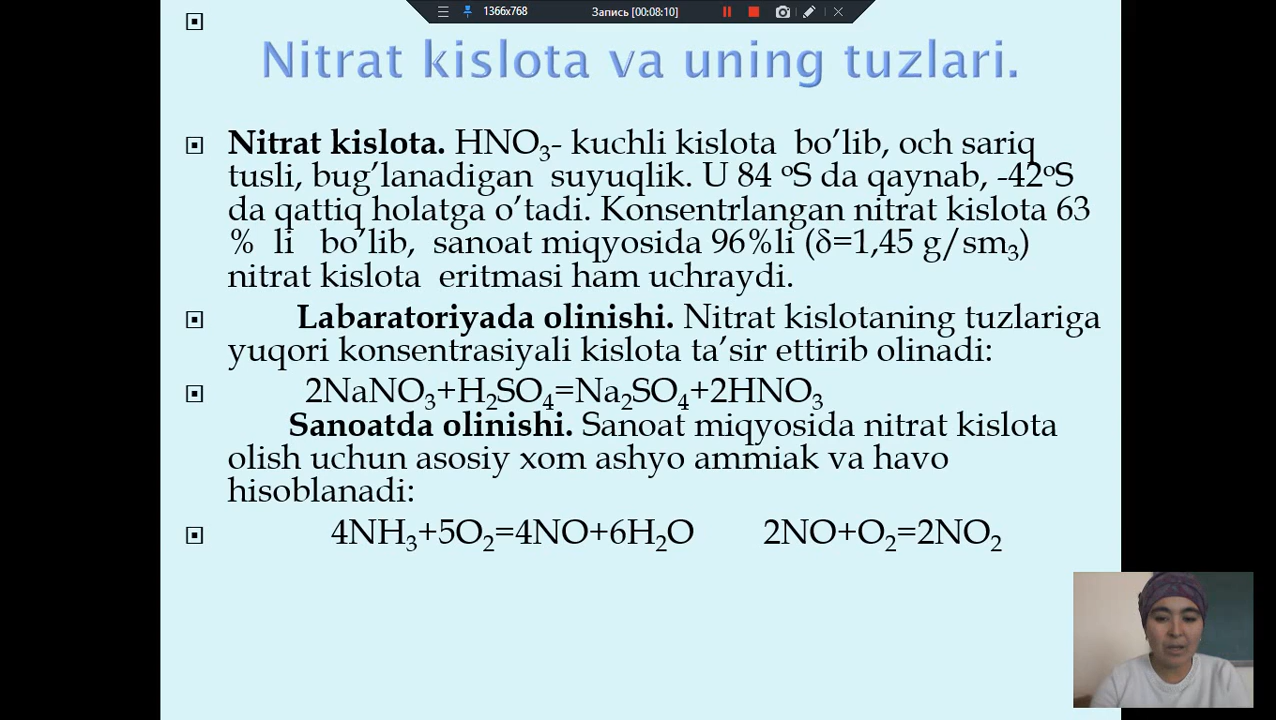 1366x768
Запись [00:08:10]
Nitrat kislota va uning tuzlari.
Nitrat kislota. HNO₃- kuchli kislota bo’lib, och sariq
tusli, bug’lanadigan suyuqlik. U 84 ᵒS da qaynab, -42ᵒS
da qattiq holatga o’tadi. Konsentrlangan nitrat kislota 63
% li bo’lib, sanoat miqyosida 96%li (δ=1,45 g/sm₃)
nitrat kislota eritmasi ham uchraydi.
Labaratoriyada olinishi. Nitrat kislotaning tuzlariga
yuqori konsentrasiyali kislota ta’sir ettirib olinadi:
2NaNO₃+H₂SO₄=Na₂SO₄+2HNO₃
Sanoatda olinishi. Sanoat miqyosida nitrat kislota
olish uchun asosiy xom ashyo ammiak va havo
hisoblanadi:
4NH₃+5O₂=4NO+6H₂O 2NO+O₂=2NO₂